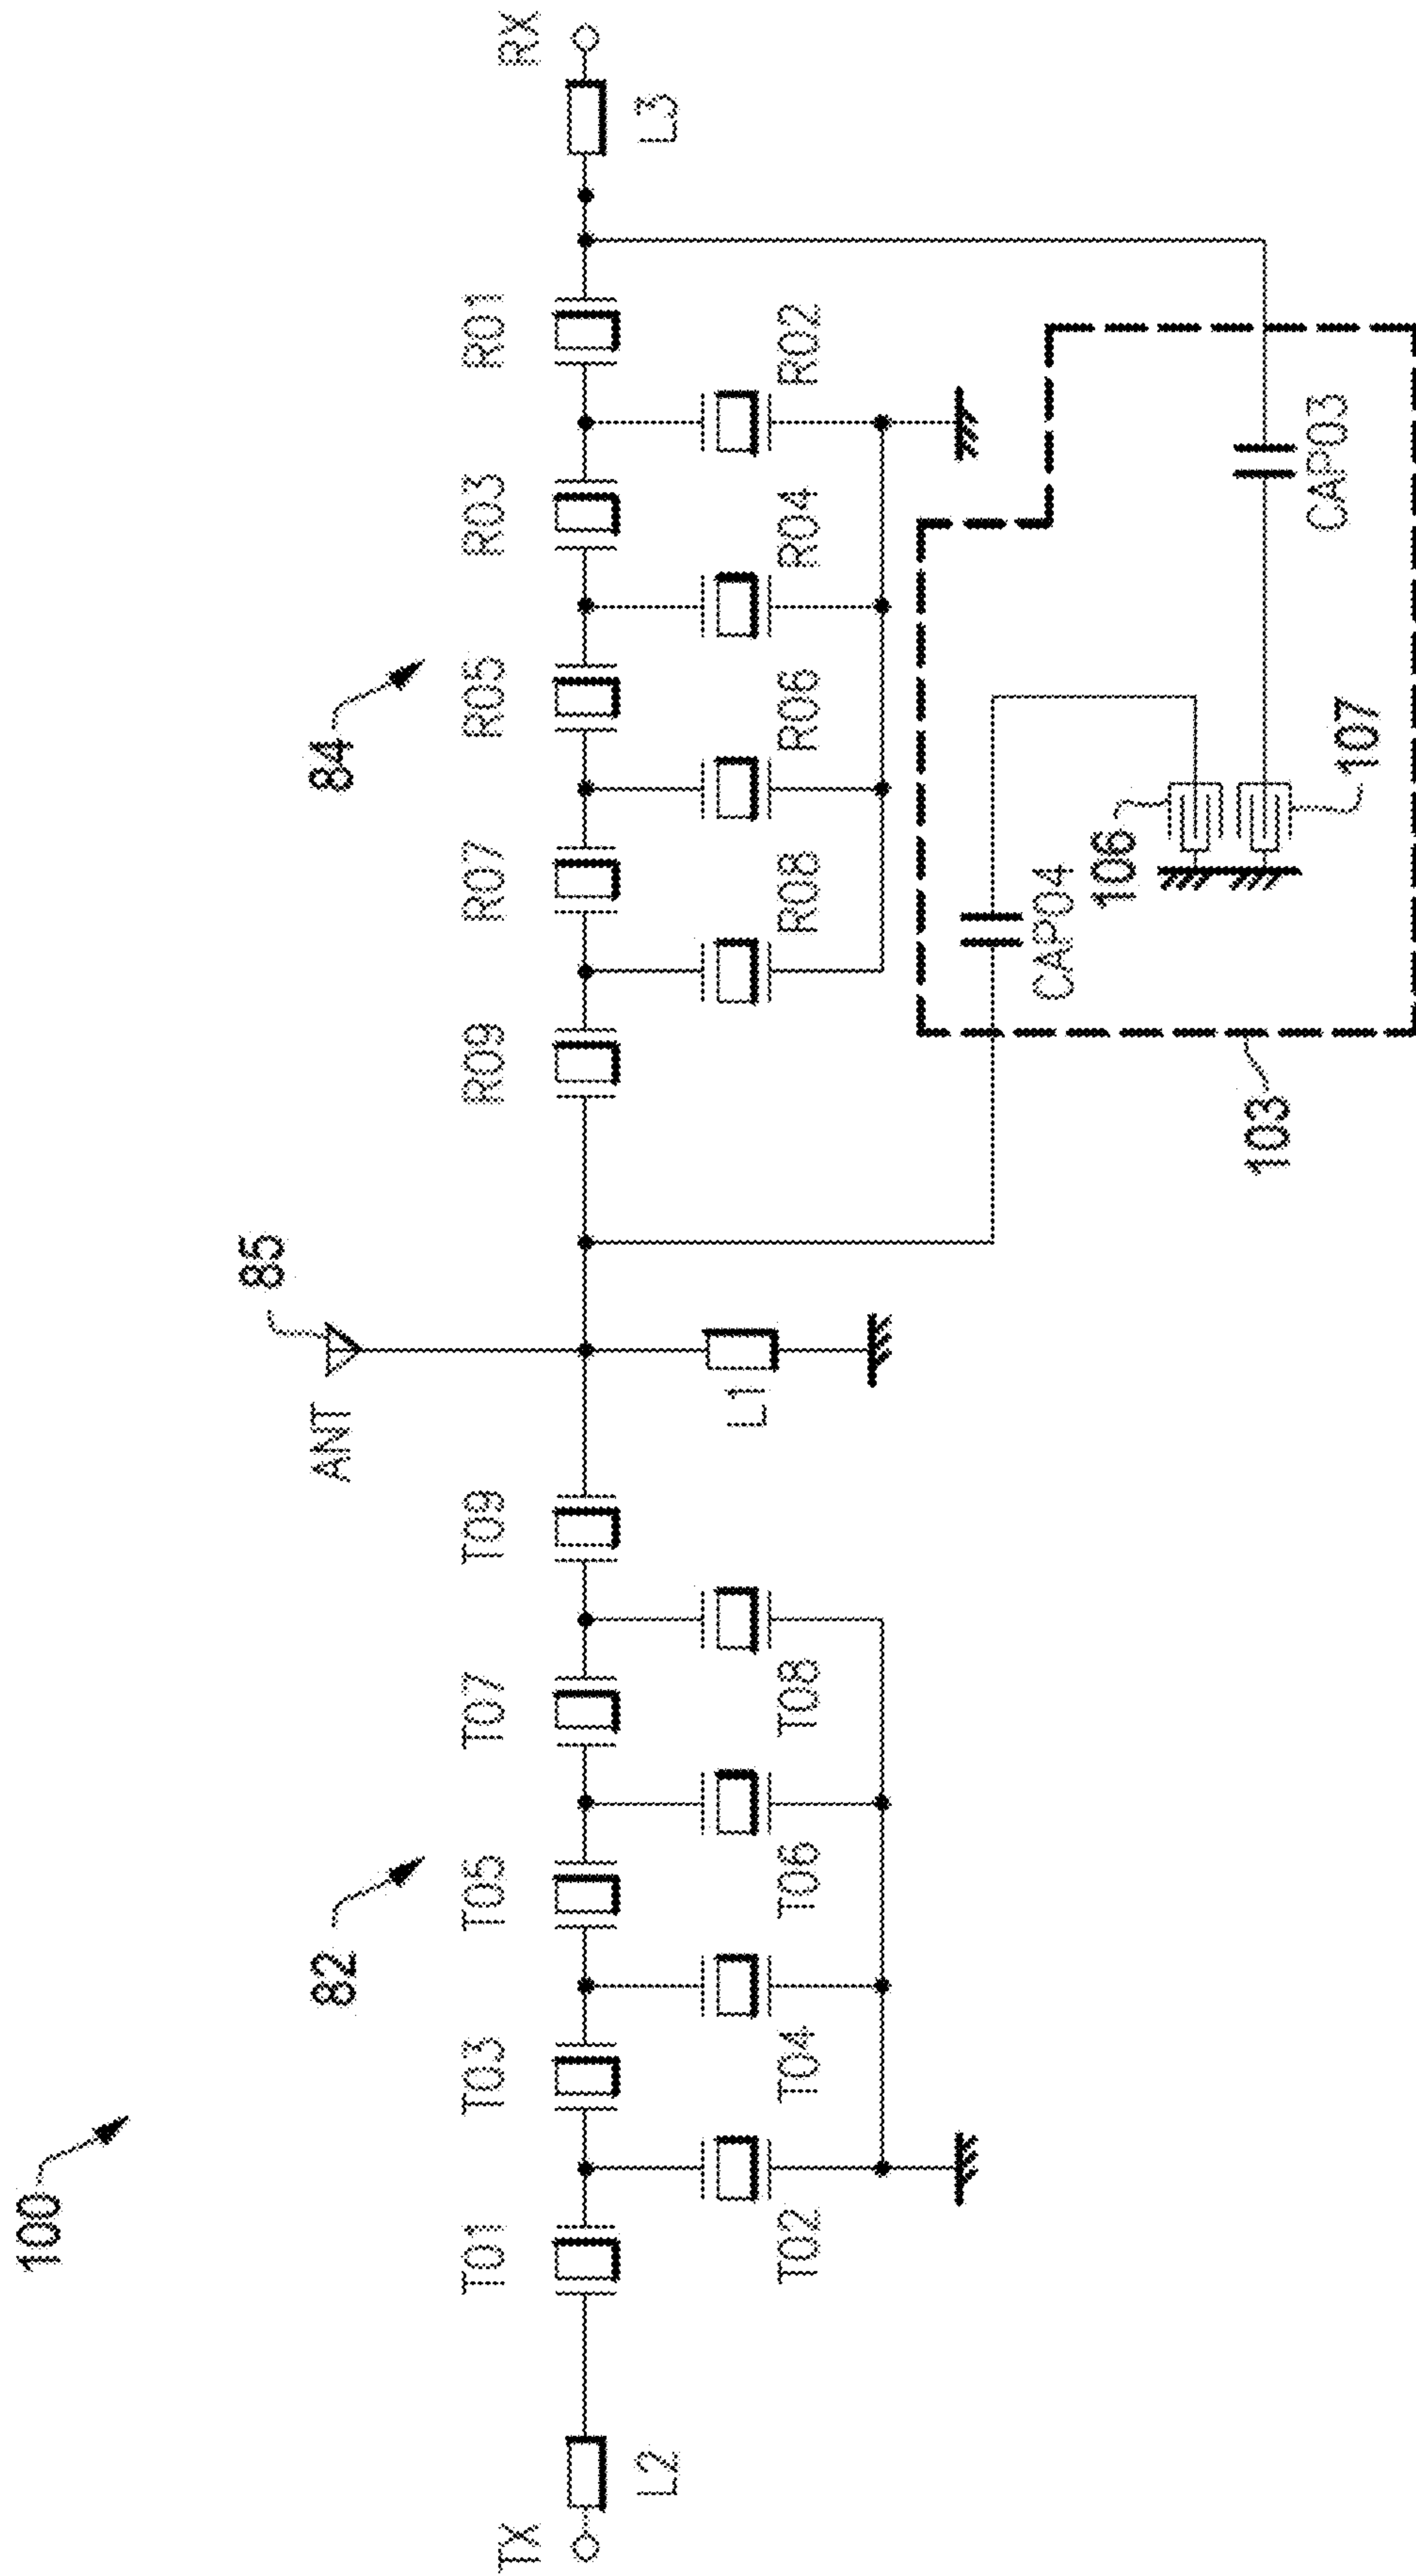 100
82
84
85
ANT
TX
L2
T01
T03
T05
T07
T09
T02
T04
T06
T08
L1
R09
R07
R05
R03
R01
R08
R06
R04
R02
L3
RX
CAP04
106
107
CAP03
103